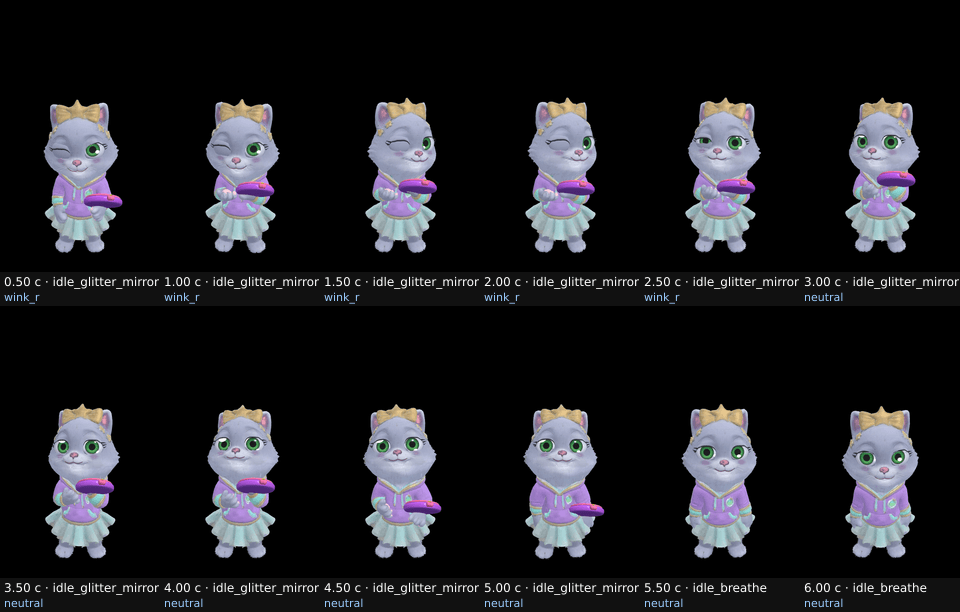 0.50 c · idle_glitter_mirror
wink_r
1.00 c · idle_glitter_mirror
wink_r
1.50 c · idle_glitter_mirror
wink_r
2.00 c · idle_glitter_mirror
wink_r
2.50 c · idle_glitter_mirror
wink_r
3.00 c · idle_glitter_mirror
neutral
3.50 c · idle_glitter_mirror
neutral
4.00 c · idle_glitter_mirror
neutral
4.50 c · idle_glitter_mirror
neutral
5.00 c · idle_glitter_mirror
neutral
5.50 c · idle_breathe
neutral
6.00 c · idle_breathe
neutral